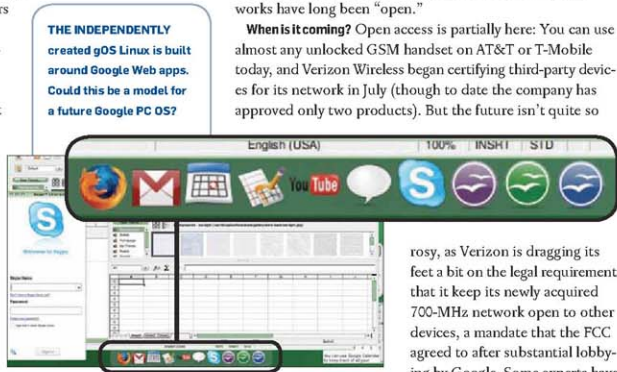 rs
THE INDEPENDENTLY
created gOS Linux is built
around Google Web apps.
Could this be a model for
a future Google PC OS?
works have long been “open.”
When is it coming? Open access is partially here: You can use
almost any unlocked GSM handset on AT&T or T-Mobile
today, and Verizon Wireless began certifying third-party devic-
es for its network in July (though to date the company has
approved only two products). But the future isn’t quite so
English (USA) 100% INSRT STD
You Tube
Skype Name
Password
rosy, as Verizon is dragging its
feet a bit on the legal requirement
that it keep its newly acquired
700-MHz network open to other
devices, a mandate that the FCC
agreed to after substantial lobby-
ing by Google. Some experts have